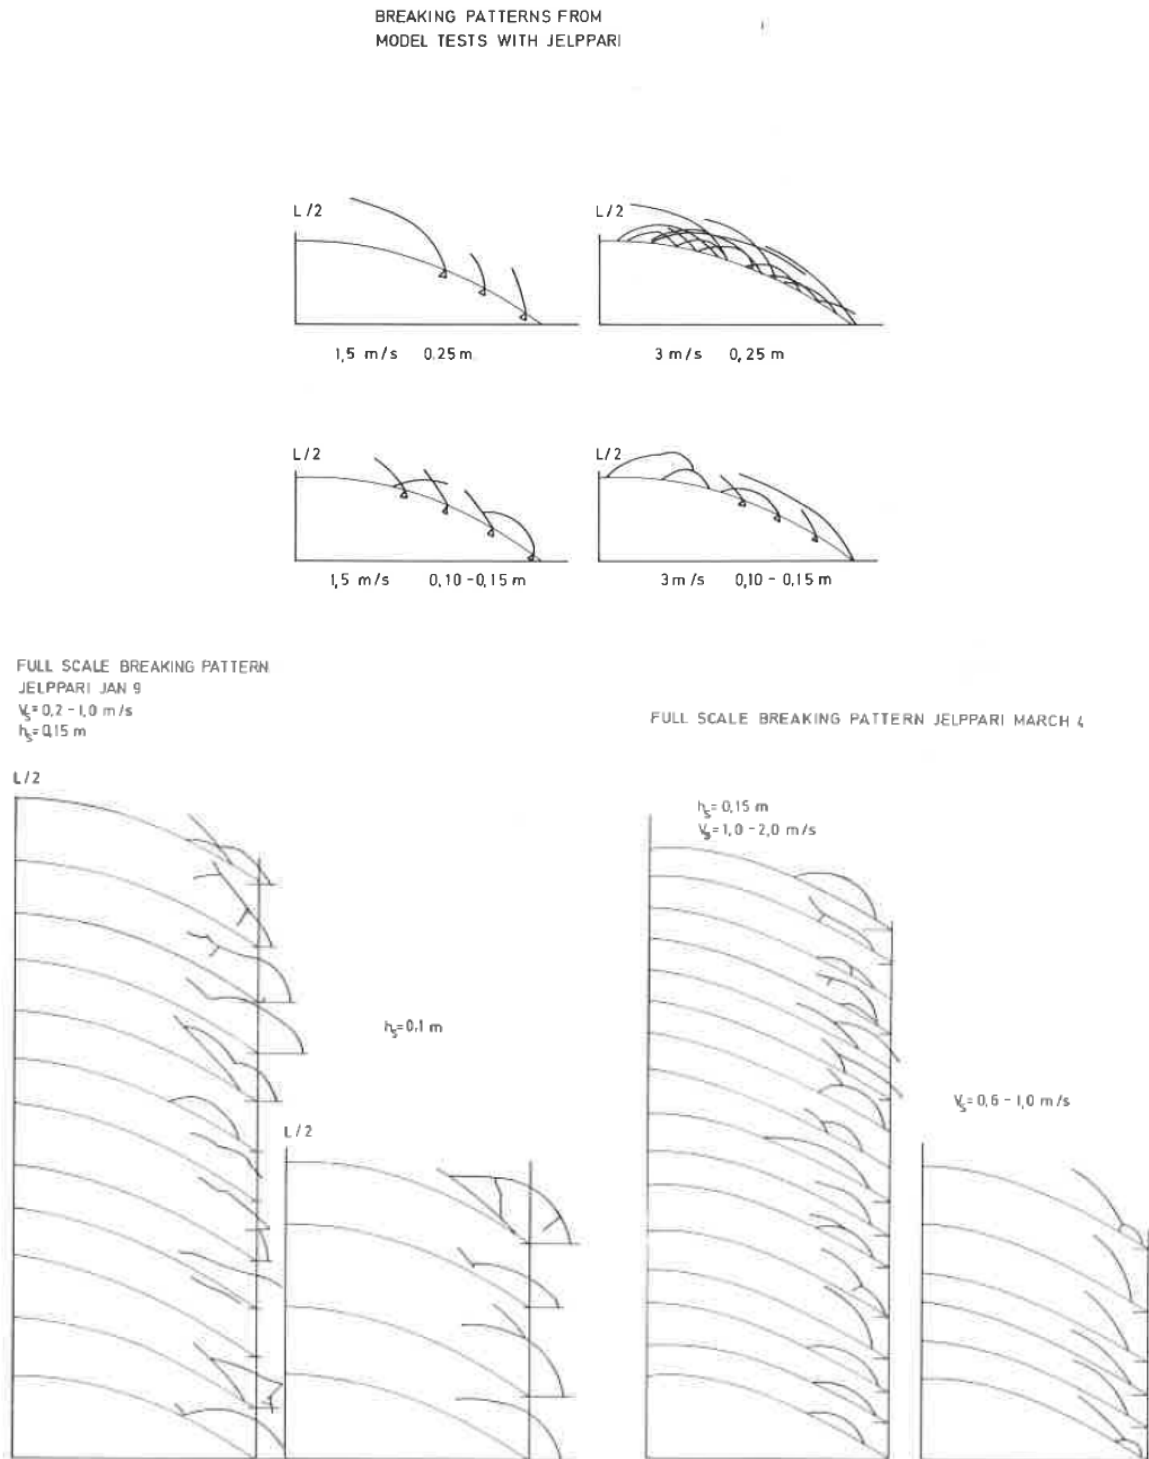 BREAKING PATTERNS FROM
MODEL TESTS WITH JELPPARI
L/2
L/2
1,5 m/s 0.25 m
3 m/s 0,25 m
L/2
L/2
1,5 m/s 0,10-0,15 m
3 m/s 0,10-0,15 m
FULL SCALE BREAKING PATTERN
JELPPARI JAN 9
Vs=0,2-1,0 m/s
hs=0,15 m
L/2
hs=0,1 m
L/2
FULL SCALE BREAKING PATTERN JELPPARI MARCH 4
hs=0,15 m
Vs=1,0-2,0 m/s
Vs=0,6-1,0 m/s